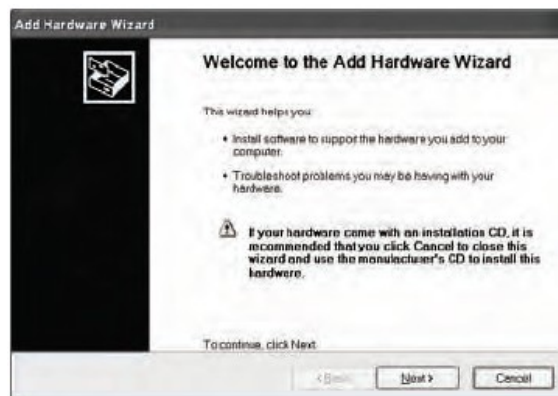 Add Hardware Wizard
Welcome to the Add Hardware Wizard
This wizard helps you:
• Install software to support the hardware you add to your
computer.
• Troubleshoot problems you may be having with your
hardware.
If your hardware came with an installation CD, it is
recommended that you click Cancel to close this
wizard and use the manufacturer's CD to install this
hardware.
To continue, click Next
< Back
Next >
Cancel